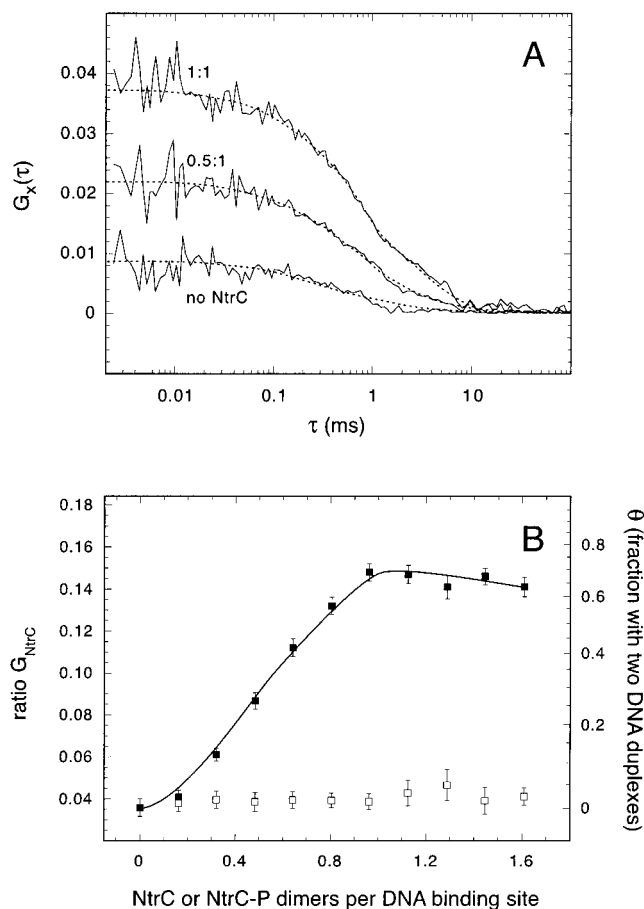 A
1:1
0.5:1
no NtrC
0.04
0.03
0.02
0.01
0
Gx(τ)
0.01 0.1 1 10
τ (ms)
B
0.18
0.16
0.14
0.12
0.10
0.08
0.06
0.04
ratio GNtrC
0.8
0.6
0.4
0.2
0
θ (fraction with two DNA duplexes)
0 0.4 0.8 1.2 1.6
NtrC or NtrC-P dimers per DNA binding site